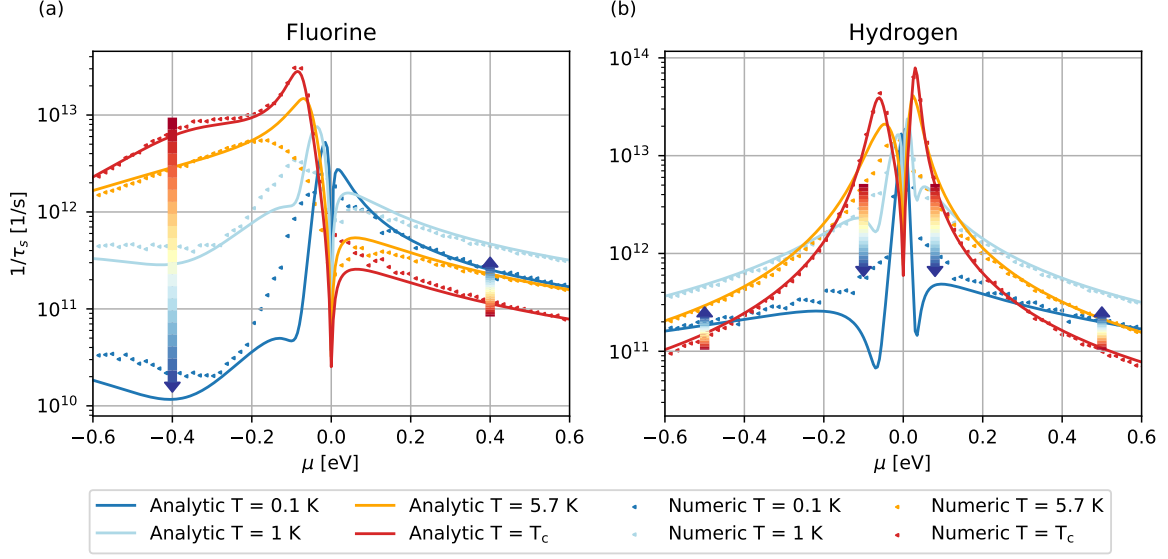 (a)
Fluorine
10^13
10^12
10^11
10^10
1/τ_s [1/s]
−0.6 −0.4 −0.2 0.0 0.2 0.4 0.6
μ [eV]
(b)
Hydrogen
10^14
10^13
10^12
10^11
−0.6 −0.4 −0.2 0.0 0.2 0.4 0.6
μ [eV]
Analytic T = 0.1 K Analytic T = 5.7 K Numeric T = 0.1 K Numeric T = 5.7 K
Analytic T = 1 K Analytic T = T_c Numeric T = 1 K Numeric T = T_c